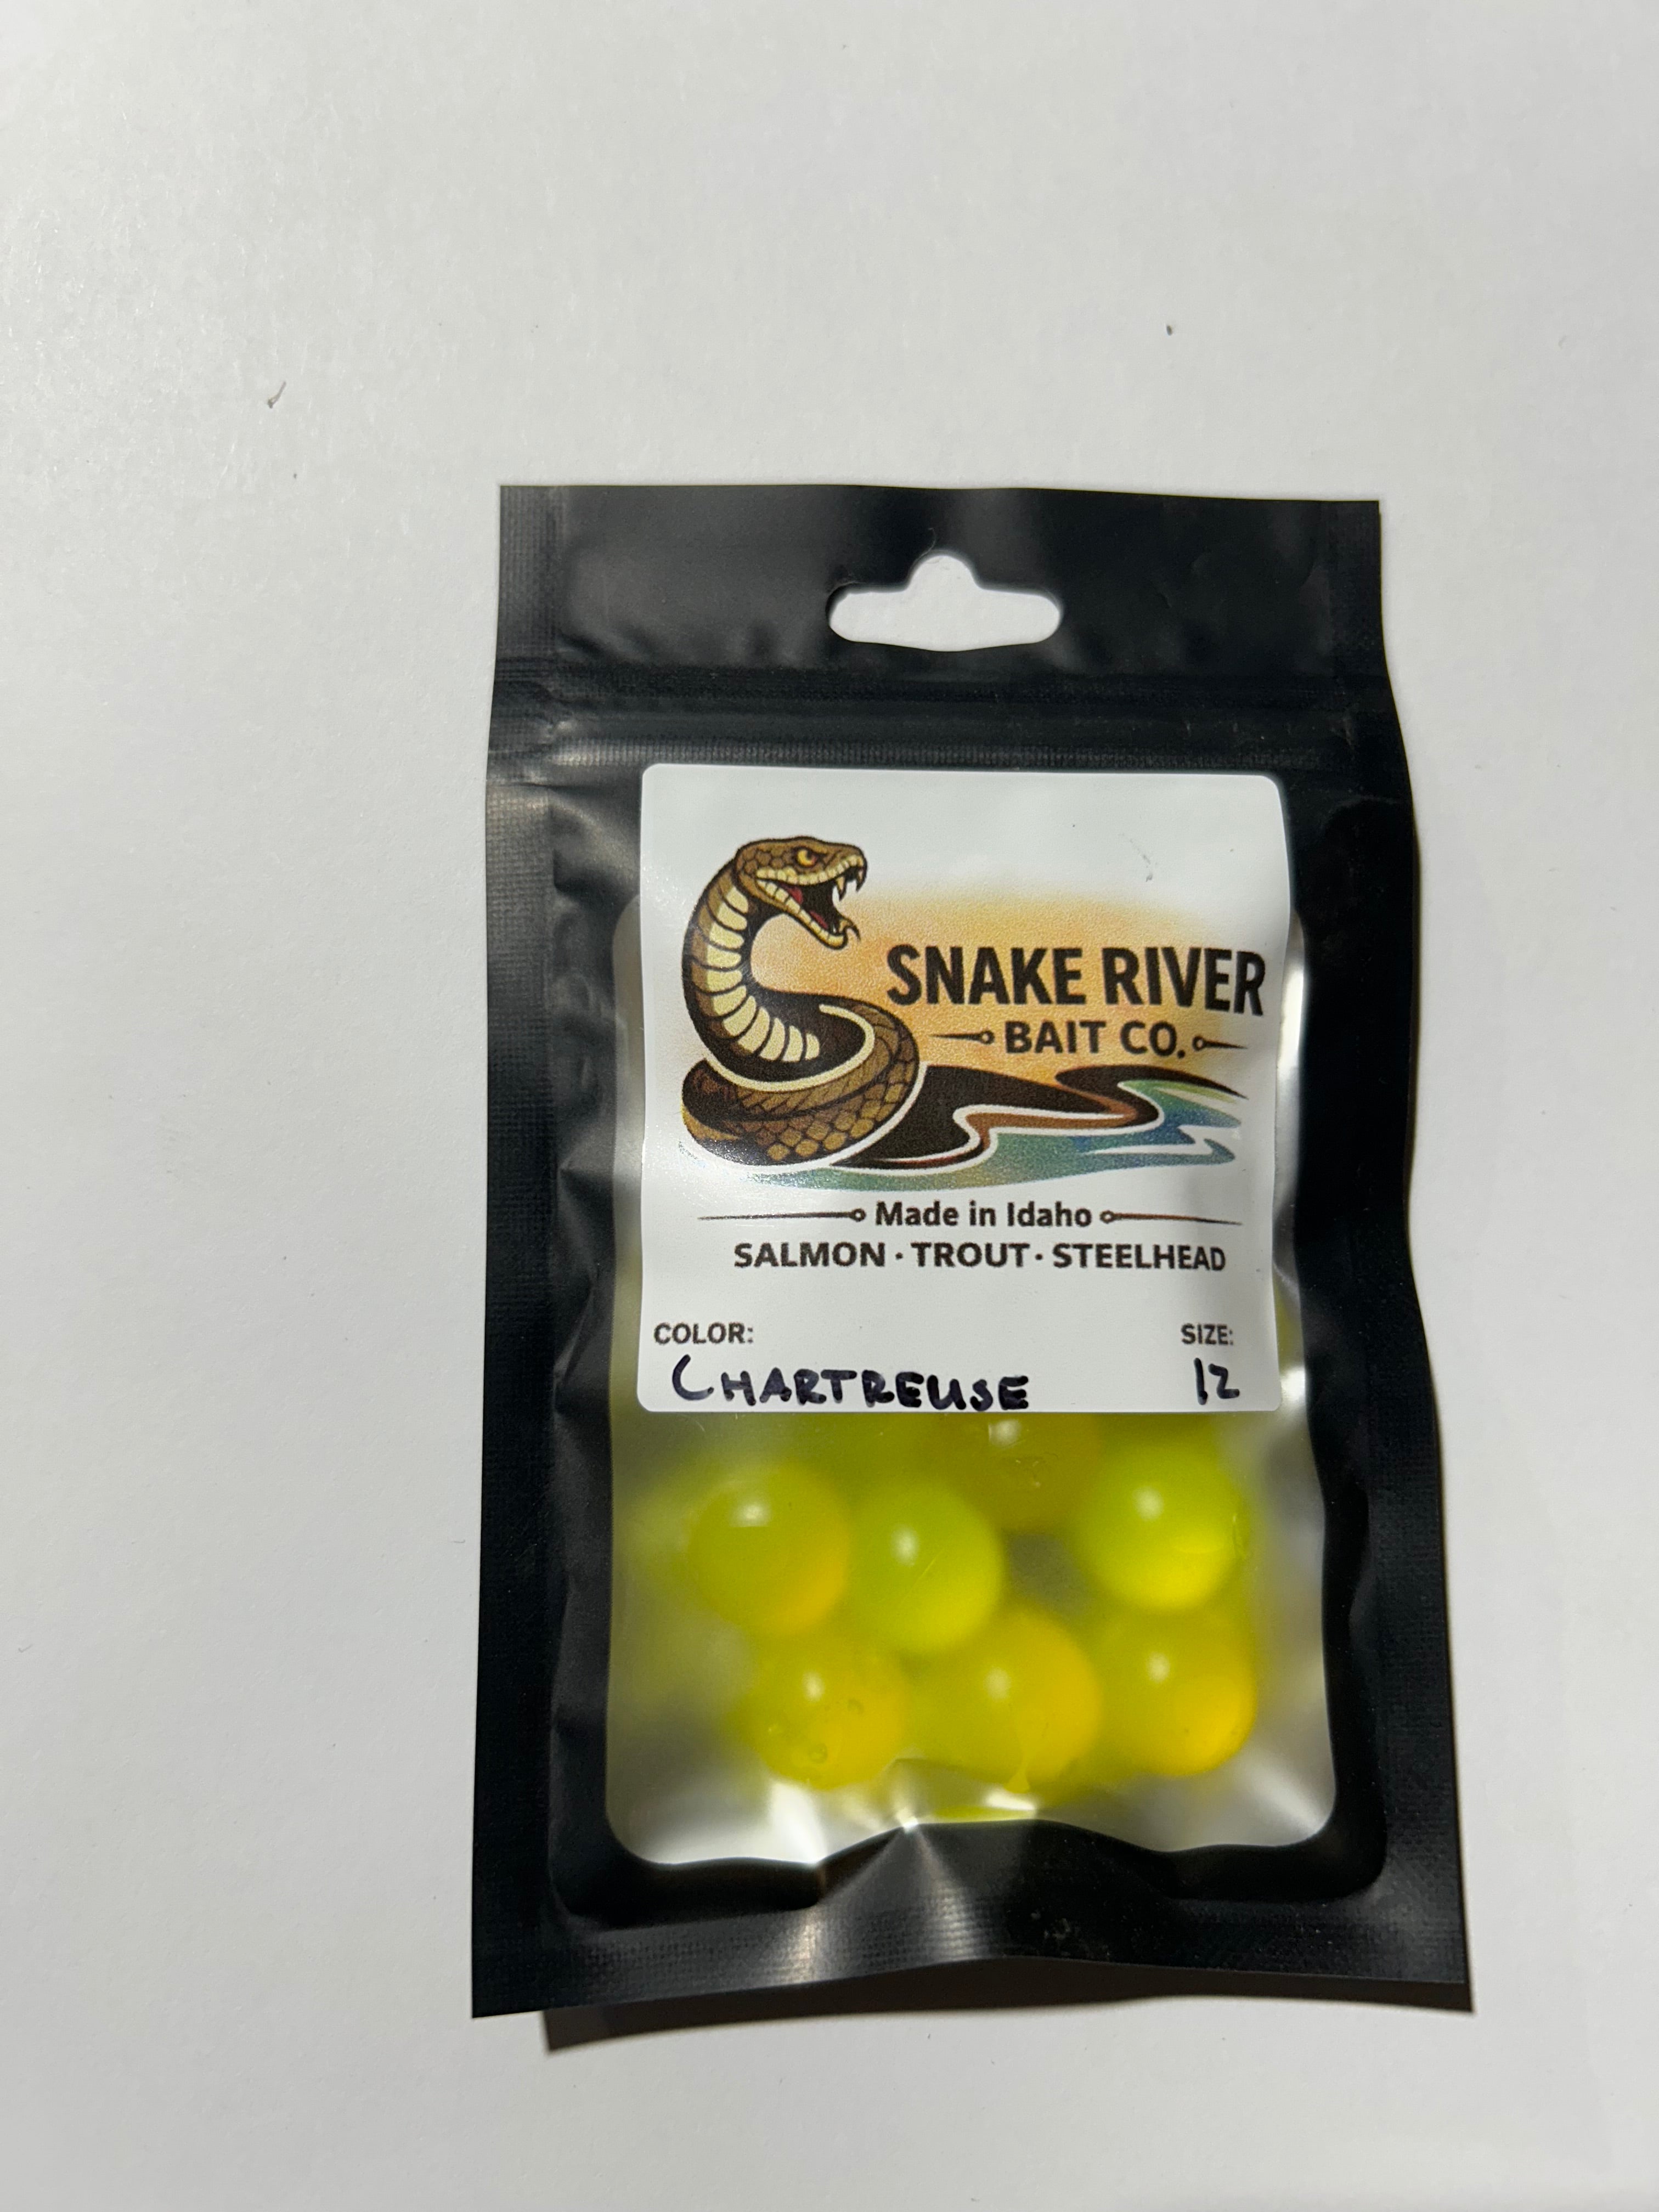 SNAKE RIVER
BAIT CO.
Made in Idaho
SALMON · TROUT · STEELHEAD
COLOR: SIZE:
CHARTREUSE 12